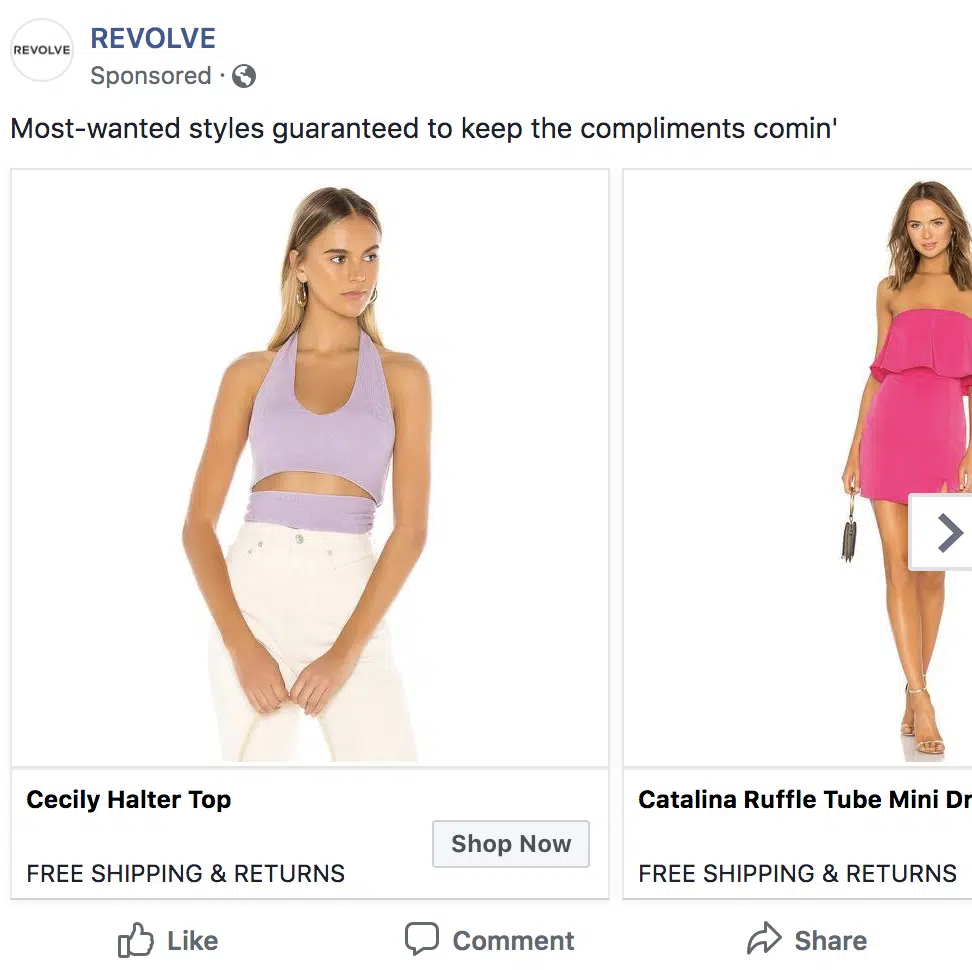 REVOLVE
REVOLVE
Sponsored ·
Most-wanted styles guaranteed to keep the compliments comin'
Cecily Halter Top
Shop Now
FREE SHIPPING & RETURNS
Catalina Ruffle Tube Mini Dr
FREE SHIPPING & RETURNS
Like
Comment
Share